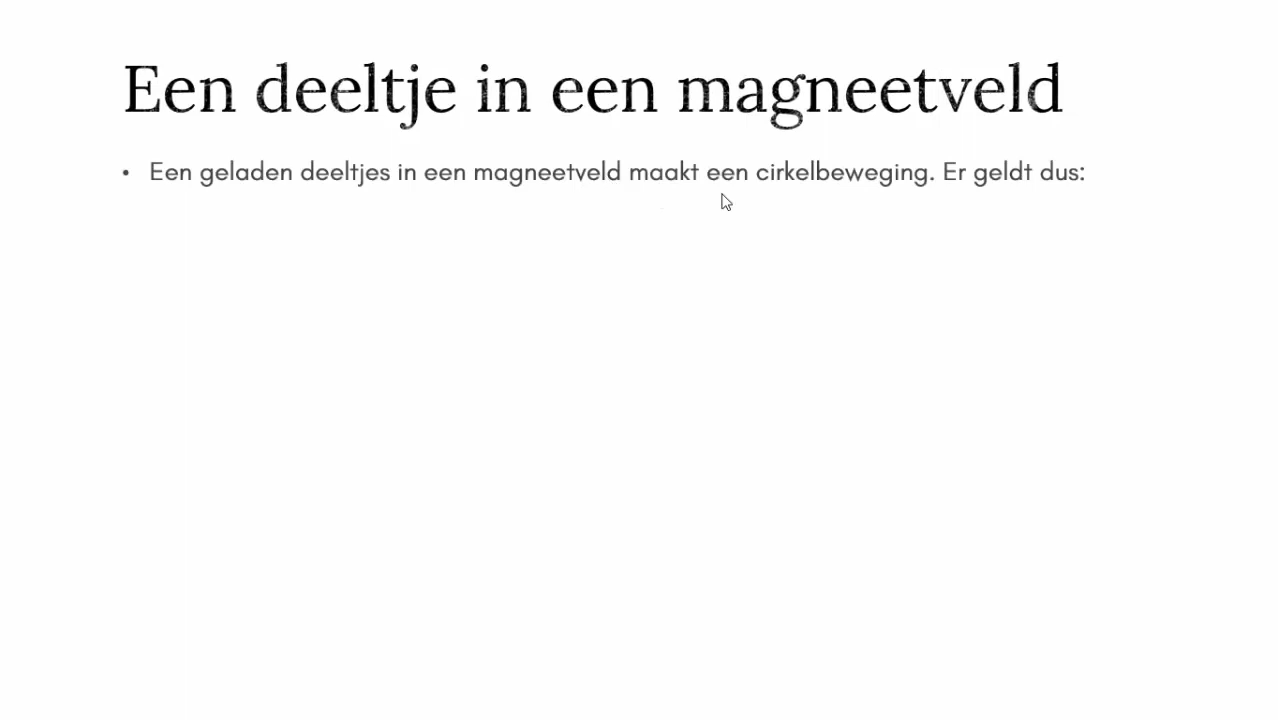 Een deeltje in een magneetveld
• Een geladen deeltjes in een magneetveld maakt een cirkelbeweging. Er geldt dus: